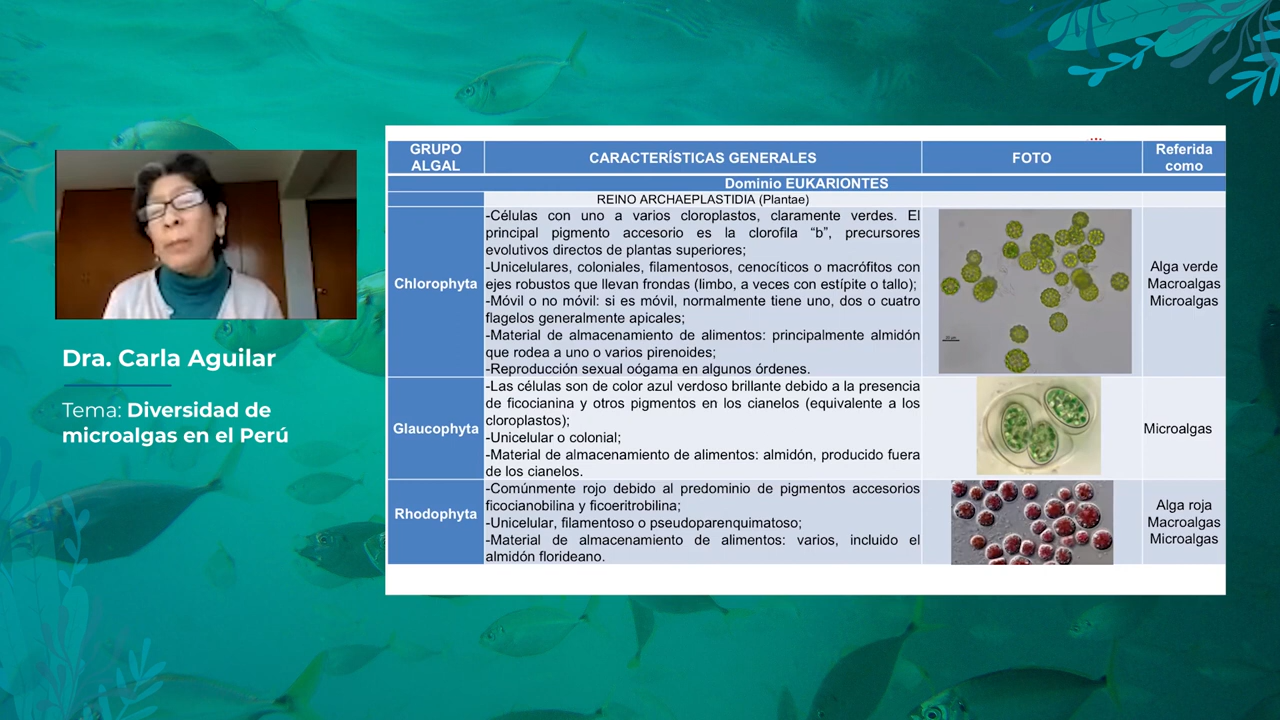 Dra. Carla Aguilar
Tema: Diversidad de
microalgas en el Perú
GRUPO
ALGAL
CARACTERÍSTICAS GENERALES
FOTO
Referida
como
Dominio EUKARIONTES
REINO ARCHAEPLASTIDIA (Plantae)
Chlorophyta
-Células con uno a varios cloroplastos, claramente verdes. El
principal pigmento accesorio es la clorofila “b”, precursores
evolutivos directos de plantas superiores;
-Unicelulares, coloniales, filamentosos, cenocíticos o macrófitos con
ejes robustos que llevan frondas (limbo, a veces con estípite o tallo);
-Móvil o no móvil: si es móvil, normalmente tiene uno, dos o cuatro
flagelos generalmente apicales;
-Material de almacenamiento de alimentos: principalmente almidón
que rodea a uno o varios pirenoides;
-Reproducción sexual oógama en algunos órdenes.
Alga verde
Macroalgas
Microalgas
Glaucophyta
-Las células son de color azul verdoso brillante debido a la presencia
de ficocianina y otros pigmentos en los cianelos (equivalente a los
cloroplastos);
-Unicelular o colonial;
-Material de almacenamiento de alimentos: almidón, producido fuera
de los cianelos.
Microalgas
Rhodophyta
-Comúnmente rojo debido al predominio de pigmentos accesorios
ficocianobilina y ficoeritrobilina;
-Unicelular, filamentoso o pseudoparenquimatoso;
-Material de almacenamiento de alimentos: varios, incluido el
almidón florideano.
Alga roja
Macroalgas
Microalgas